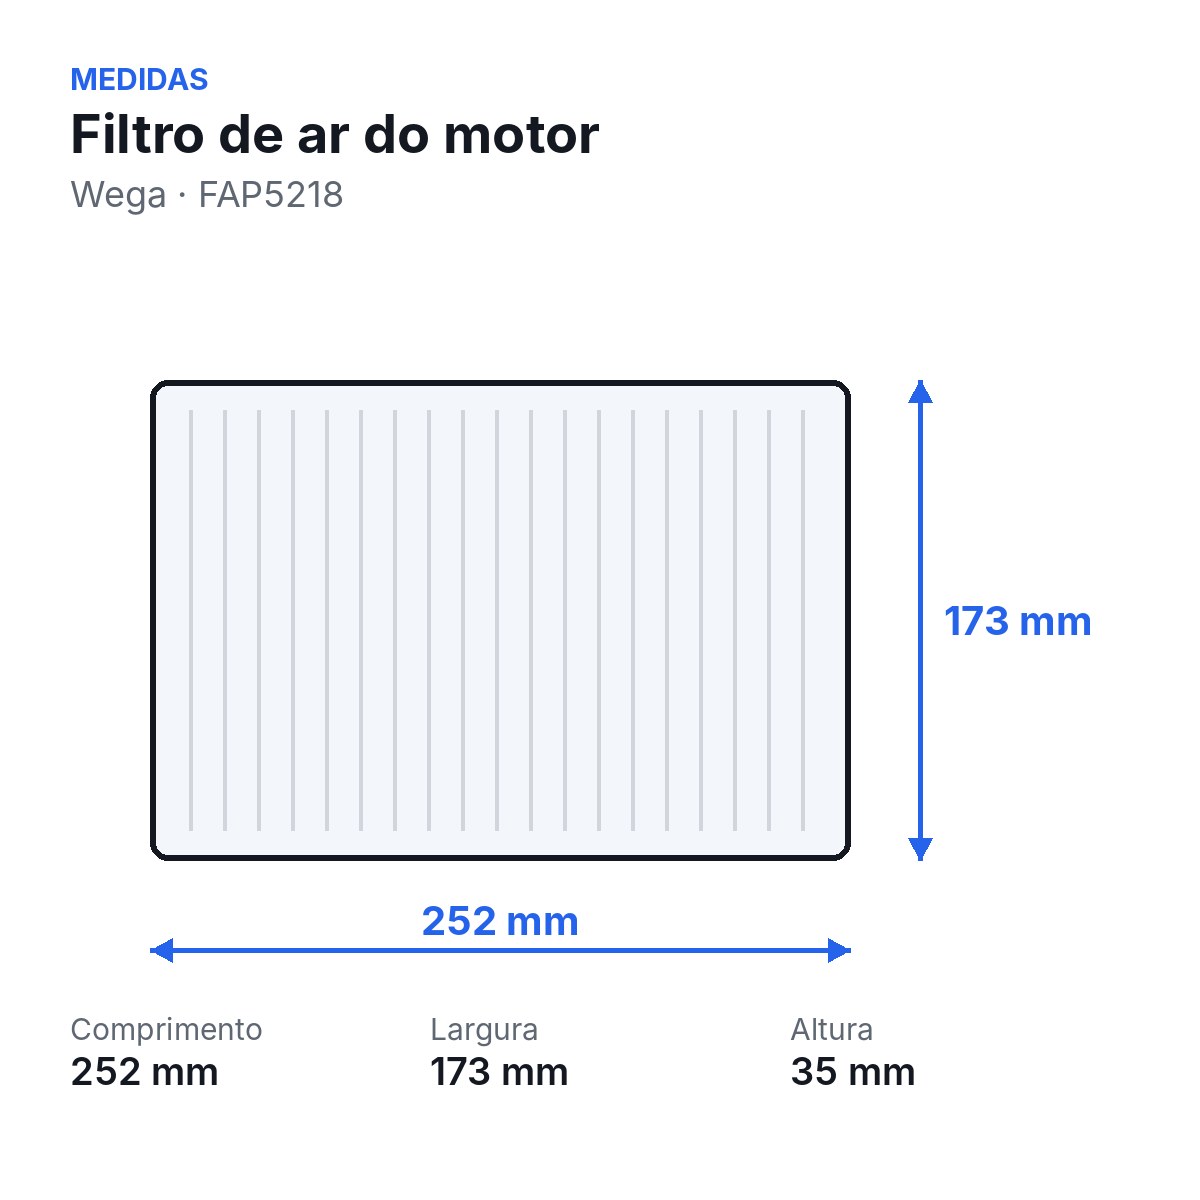 MEDIDAS
Filtro de ar do motor
Wega · FAP5218
173 mm
252 mm
Comprimento
252 mm
Largura
173 mm
Altura
35 mm